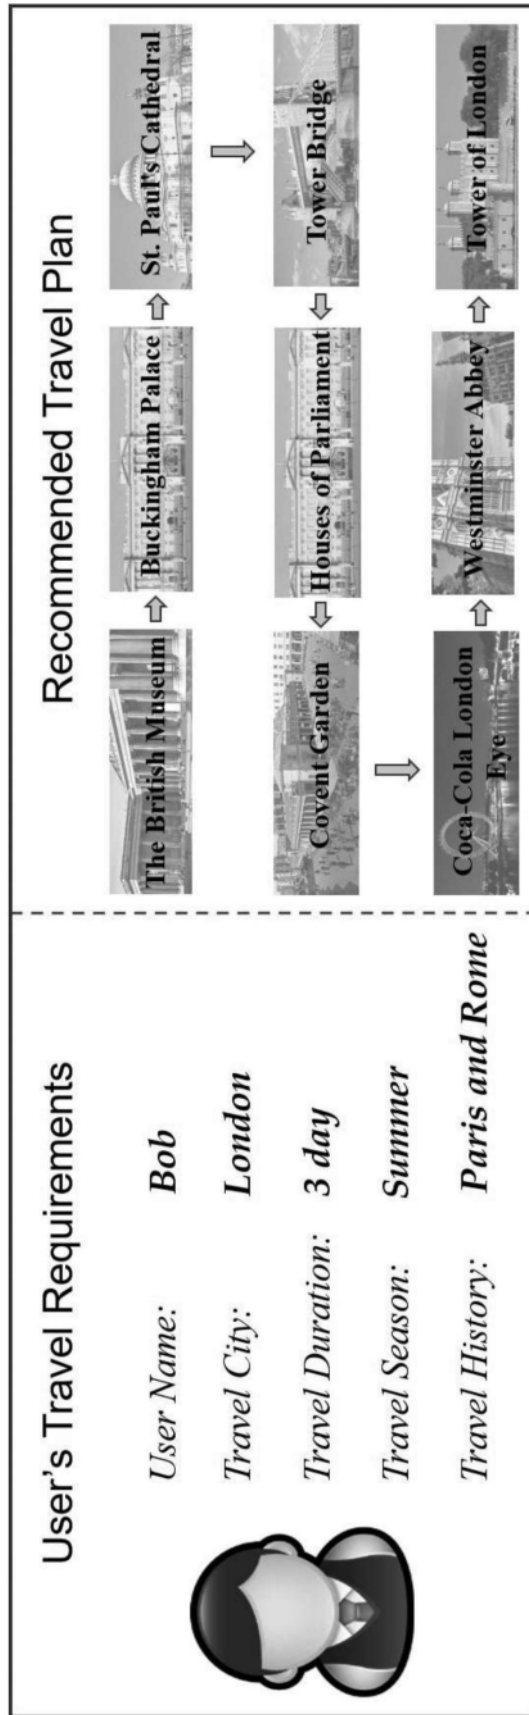 User's Travel Requirements
User Name: Bob
Travel City: London
Travel Duration: 3 day
Travel Season: Summer
Travel History: Paris and Rome
Recommended Travel Plan
The British Museum
Buckingham Palace
St. Paul's Cathedral
Tower Bridge
Houses of Parliament
Covent Garden
Coca-Cola London
Eye
Westminster Abbey
Tower of London